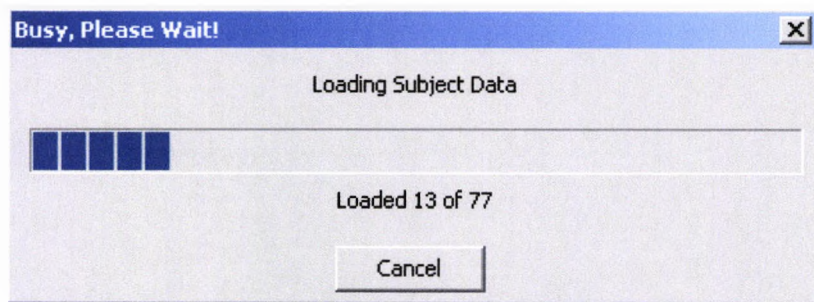 Busy, Please Wait!
Loading Subject Data
Loaded 13 of 77
Cancel